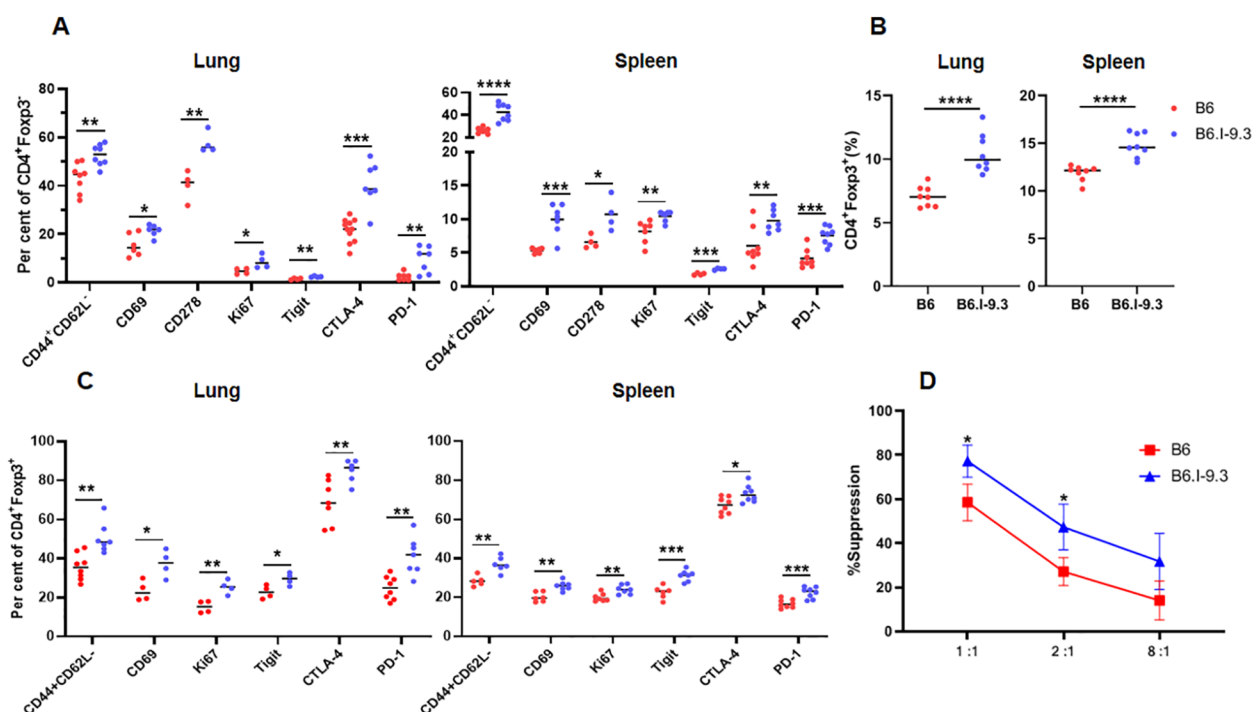 A
Lung
Spleen
Per cent of CD4⁺Foxp3⁻
80
60
40
20
0
**
*
**
*
**
***
**
CD44⁺CD62L⁻
CD69
CD278
Ki67
Tigit
CTLA-4
PD-1
60
40
20
15
10
5
0
****
***
*
**
***
**
***
CD44⁺CD62L⁻
CD69
CD278
Ki67
Tigit
CTLA-4
PD-1
B
Lung
Spleen
CD4⁺Foxp3⁺(%)
15
10
5
0
****
B6
B6.I-9.3
20
15
10
5
0
****
B6
B6.I-9.3
B6
B6.I-9.3
C
Lung
Spleen
Per cent of CD4⁺Foxp3⁺
100
80
60
40
20
0
**
*
**
*
**
**
CD44+CD62L-
CD69
Ki67
Tigit
CTLA-4
PD-1
100
80
60
40
20
0
**
**
**
***
*
***
CD44+CD62L-
CD69
Ki67
Tigit
CTLA-4
PD-1
D
%Suppression
100
80
60
40
20
0
*
*
B6
B6.I-9.3
1 :1
2 :1
8:1